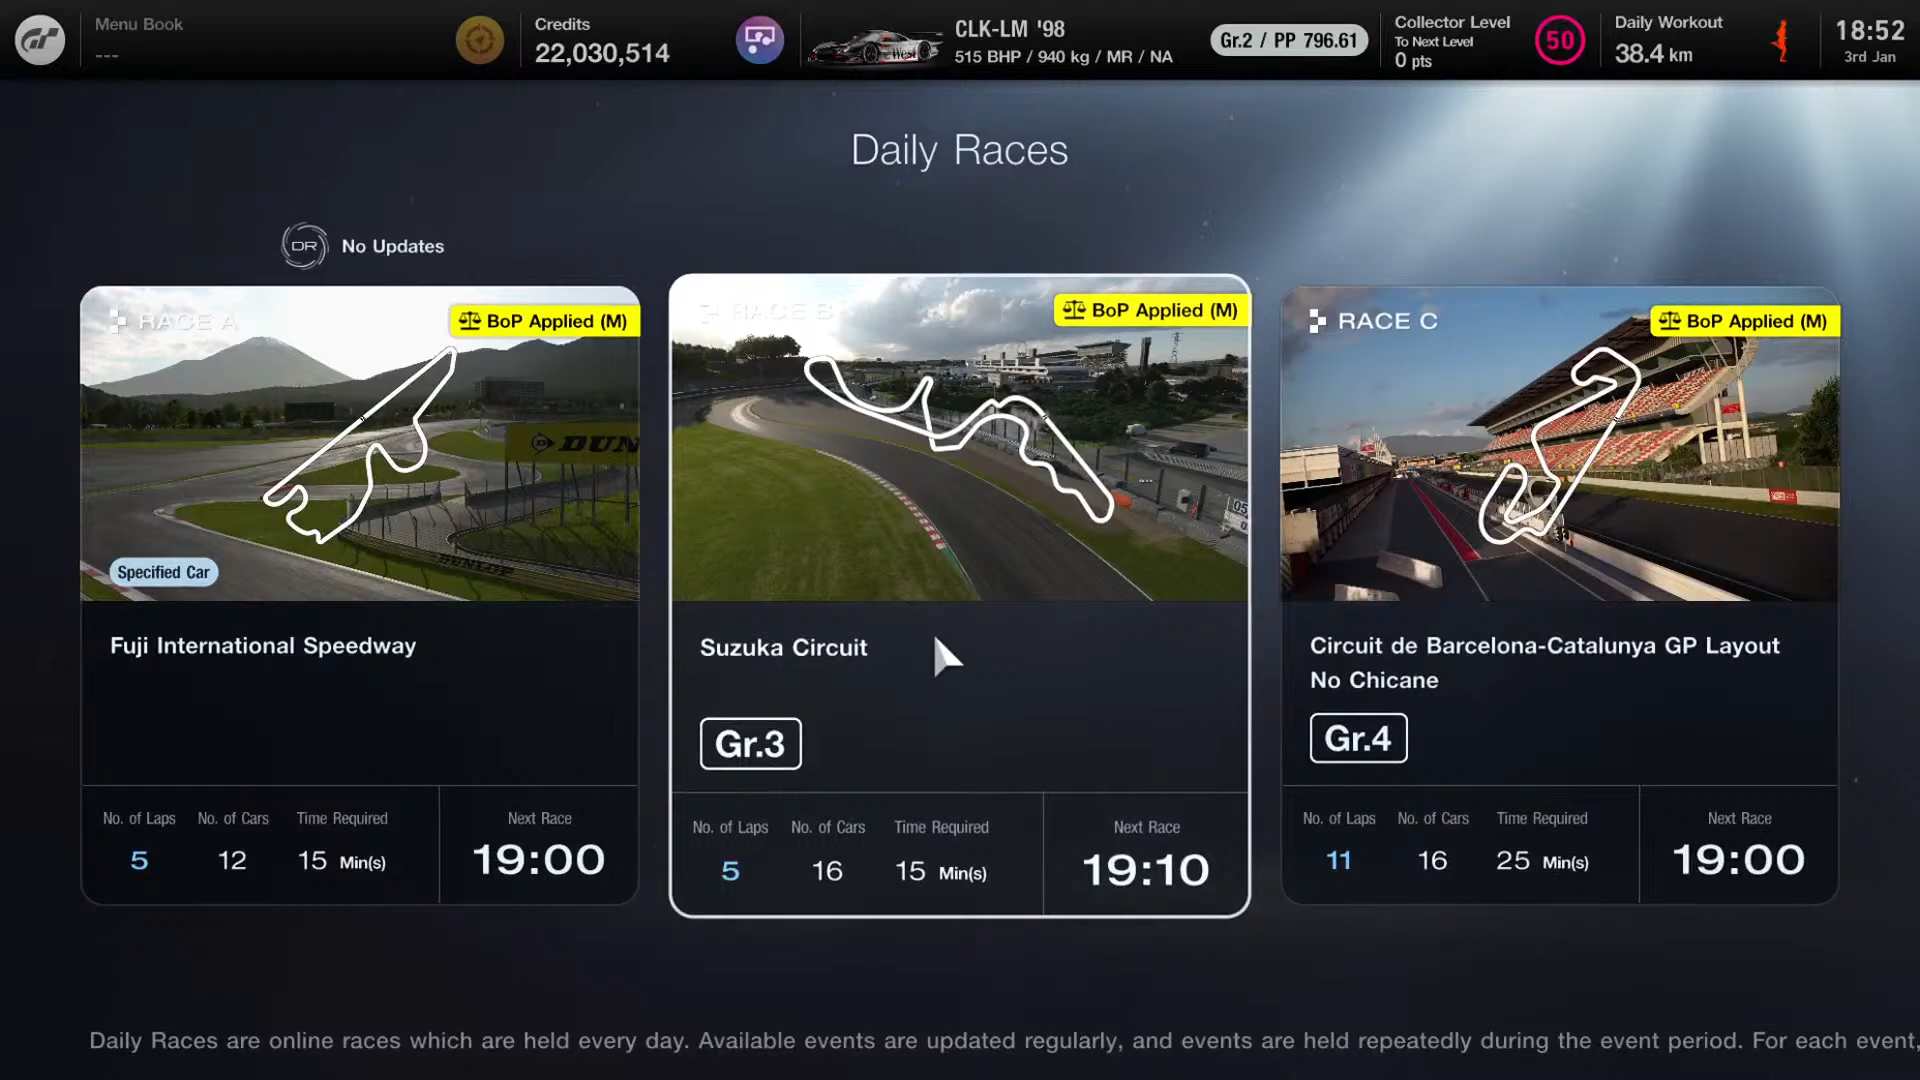 Menu Book
---
Credits
22,030,514
CLK-LM '98
515 BHP / 940 kg / MR / NA
Gr.2 / PP 796.61
Collector Level
To Next Level
0 pts
50
Daily Workout
38.4 km
18:52
3rd Jan
Daily Races
DR
No Updates
RACE A
BoP Applied (M)
DUN
DUNLOP
Specified Car
Fuji International Speedway
No. of Laps
No. of Cars
Time Required
Next Race
5
12
15 Min(s)
19:00
RACE B
BoP Applied (M)
Suzuka Circuit
Gr.3
No. of Laps
No. of Cars
Time Required
Next Race
5
16
15 Min(s)
19:10
RACE C
BoP Applied (M)
Circuit de Barcelona-Catalunya GP Layout
No Chicane
Gr.4
No. of Laps
No. of Cars
Time Required
Next Race
11
16
25 Min(s)
19:00
Daily Races are online races which are held every day. Available events are updated regularly, and events are held repeatedly during the event period. For each event,